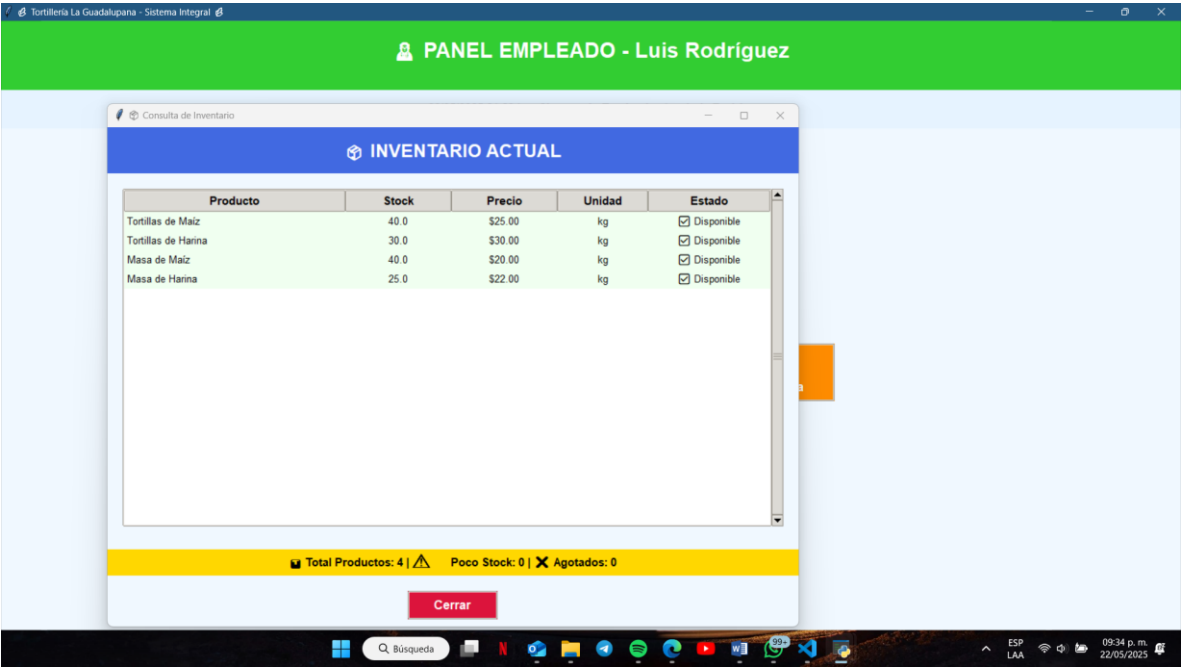 Tortillería La Guadalupana - Sistema Integral
PANEL EMPLEADO - Luis Rodríguez
Consulta de Inventario
INVENTARIO ACTUAL
Producto Stock Precio Unidad Estado
Tortillas de Maíz 40.0 $25.00 kg Disponible
Tortillas de Harina 30.0 $30.00 kg Disponible
Masa de Maíz 40.0 $20.00 kg Disponible
Masa de Harina 25.0 $22.00 kg Disponible
a
Total Productos: 4 | Poco Stock: 0 | Agotados: 0
Cerrar
Búsqueda
99+
ESP
LAA
09:34 p. m.
22/05/2025